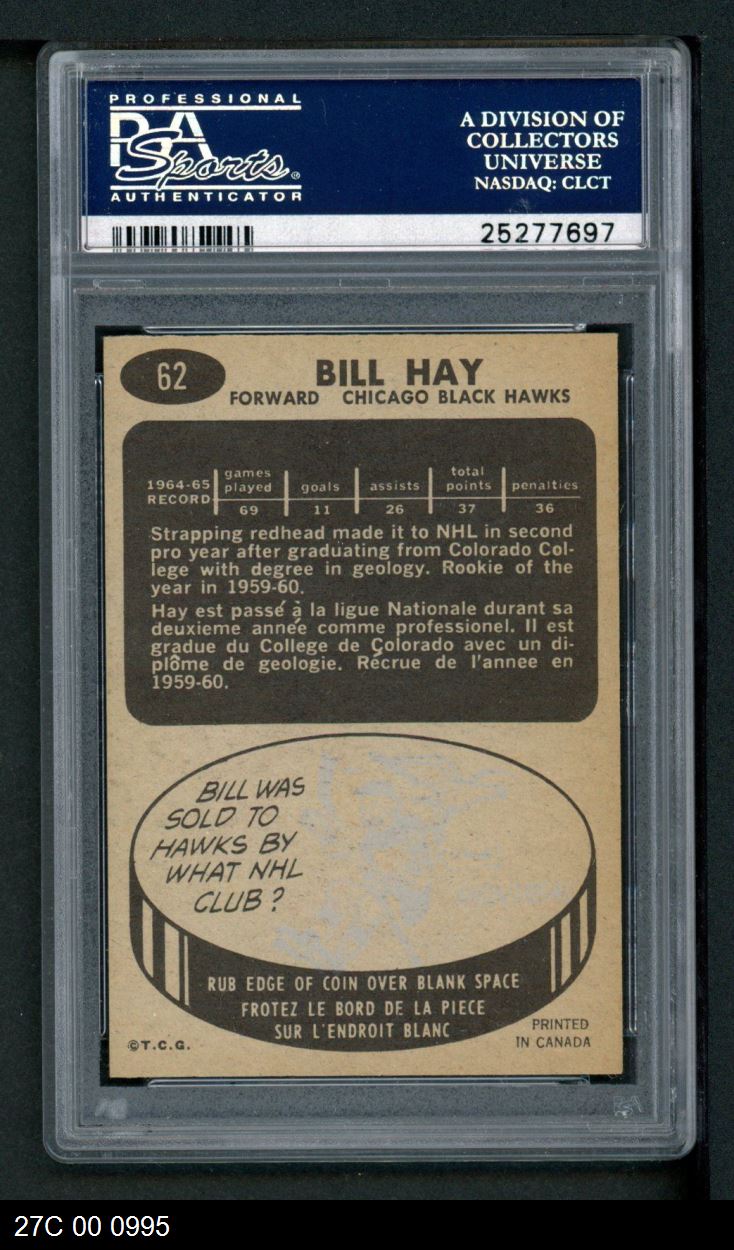 PROFESSIONAL
PSA
Sports®
AUTHENTICATOR
A DIVISION OF
COLLECTORS
UNIVERSE
NASDAQ: CLCT
25277697
62
BILL HAY
FORWARD CHICAGO BLACK HAWKS
1964-65 RECORD games played goals assists total points penalties
69 11 26 37 36
Strapping redhead made it to NHL in second
pro year after graduating from Colorado Col-
lege with degree in geology. Rookie of the
year in 1959-60.
Hay est passé à la ligue Nationale durant sa
deuxieme année comme professionel. Il est
gradue du College de Colorado avec un di-
plôme de geologie. Récrue de l'annee en
1959-60.
BILL WAS
SOLD TO
HAWKS BY
WHAT NHL
CLUB?
RUB EDGE OF COIN OVER BLANK SPACE
FROTEZ LE BORD DE LA PIECE
SUR L'ENDROIT BLANC
©T.C.G.
PRINTED
IN CANADA
27C 00 0995